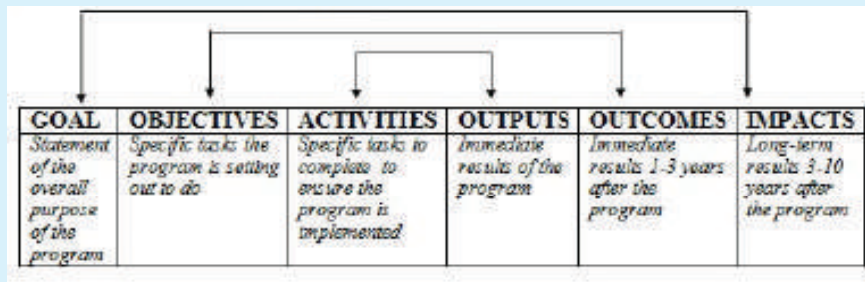 GOAL OBJECTIVES ACTIVITIES OUTPUTS OUTCOMES IMPACTS
Statement
of the
overall
purpose
of the
program
Specific tasks the
program is setting
out to do
Specific tasks to
complete to
ensure the
program is
implemented
Immediate
results of the
program
Immediate
results 1-3 years
after the
program
Long-term
results 3-10
years after
the program